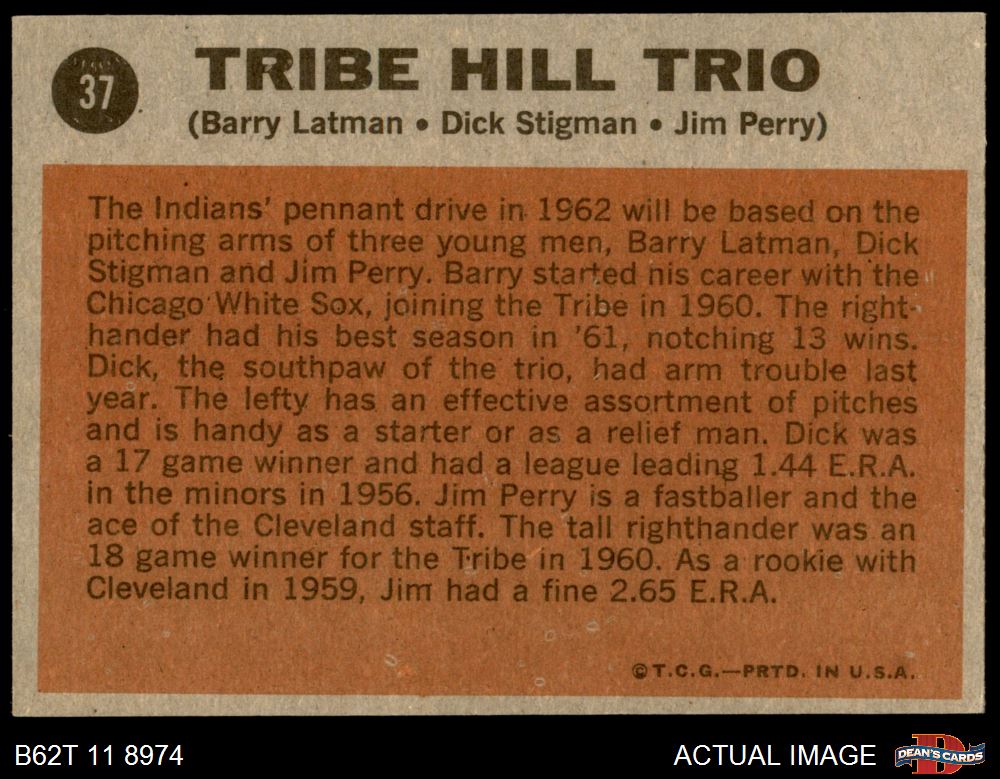 37
TRIBE HILL TRIO
(Barry Latman • Dick Stigman • Jim Perry)
The Indians' pennant drive in 1962 will be based on the
pitching arms of three young men, Barry Latman, Dick
Stigman and Jim Perry. Barry started his career with the
Chicago White Sox, joining the Tribe in 1960. The right-
hander had his best season in '61, notching 13 wins.
Dick, the southpaw of the trio, had arm trouble last
year. The lefty has an effective assortment of pitches
and is handy as a starter or as a relief man. Dick was
a 17 game winner and had a league leading 1.44 E.R.A.
in the minors in 1956. Jim Perry is a fastballer and the
ace of the Cleveland staff. The tall righthander was an
18 game winner for the Tribe in 1960. As a rookie with
Cleveland in 1959, Jim had a fine 2.65 E.R.A.
©T.C.G.—PRTD. IN U.S.A.
B62T 11 8974
ACTUAL IMAGE
DEAN'S CARDS